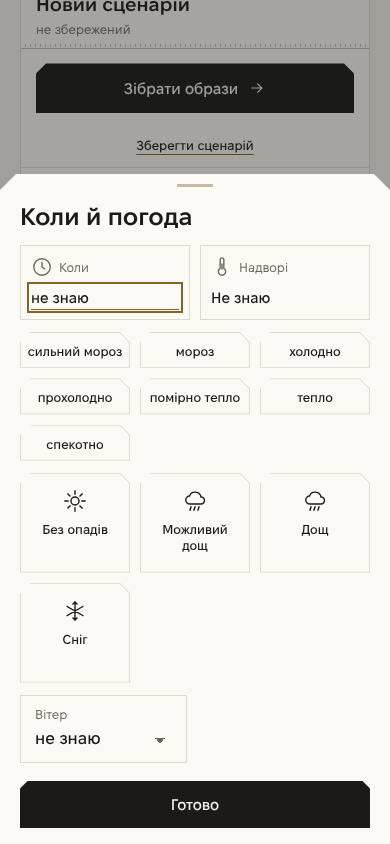 Новий сценарій
не збережений
Зібрати образи →
Зберегти сценарій
Коли й погода
Коли
Надворі
не знаю
Не знаю
сильний мороз
мороз
холодно
прохолодно
помірно тепло
тепло
спекотно
Без опадів
Можливий
дощ
Дощ
Сніг
Вітер
не знаю
Готово